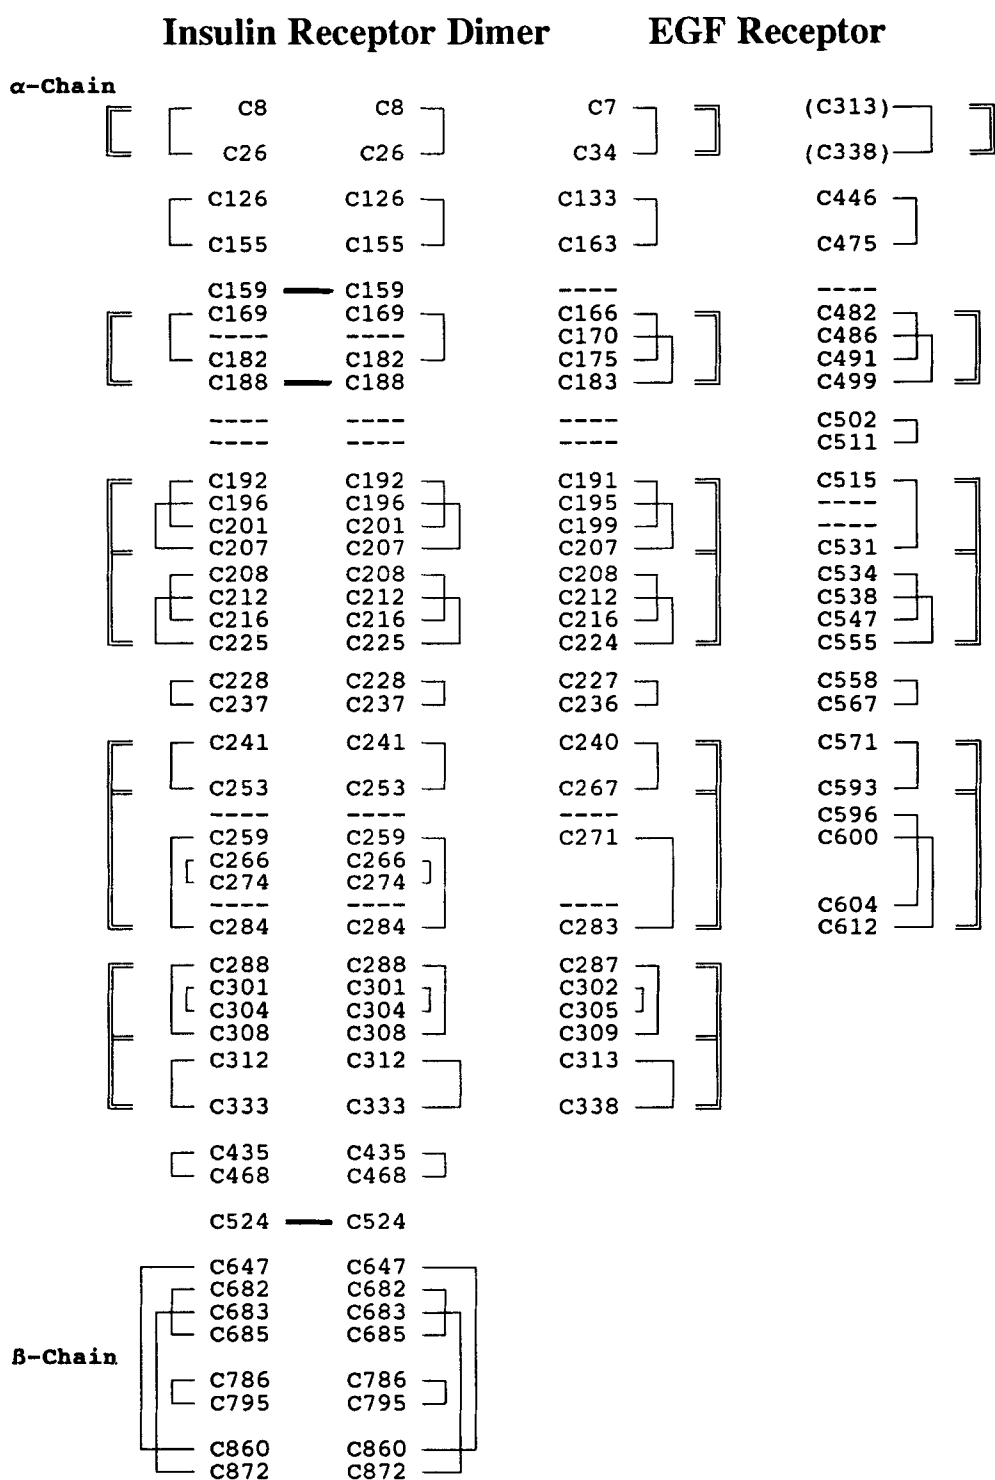 Insulin Receptor Dimer EGF Receptor
α-Chain
C8 C8 C7 (C313)
C26 C26 C34 (C338)
C126 C126 C133 C446
C155 C155 C163 C475
C159 C159 ---- ----
C169 C169 C166 C482
---- ---- C170 C486
C182 C182 C175 C491
C188 C188 C183 C499
---- ---- ---- C502
---- ---- ---- C511
C192 C192 C191 C515
C196 C196 C195 ----
C201 C201 C199 ----
C207 C207 C207 C531
C208 C208 C208 C534
C212 C212 C212 C538
C216 C216 C216 C547
C225 C225 C224 C555
C228 C228 C227 C558
C237 C237 C236 C567
C241 C241 C240 C571
C253 C253 C267 C593
---- ---- ---- C596
C259 C259 C271 C600
C266 C266
C274 C274
---- ---- ---- C604
C284 C284 C283 C612
C288 C288 C287
C301 C301 C302
C304 C304 C305
C308 C308 C309
C312 C312 C313
C333 C333 C338
C435 C435
C468 C468
C524 C524
C647 C647
C682 C682
C683 C683
C685 C685
β-Chain
C786 C786
C795 C795
C860 C860
C872 C872